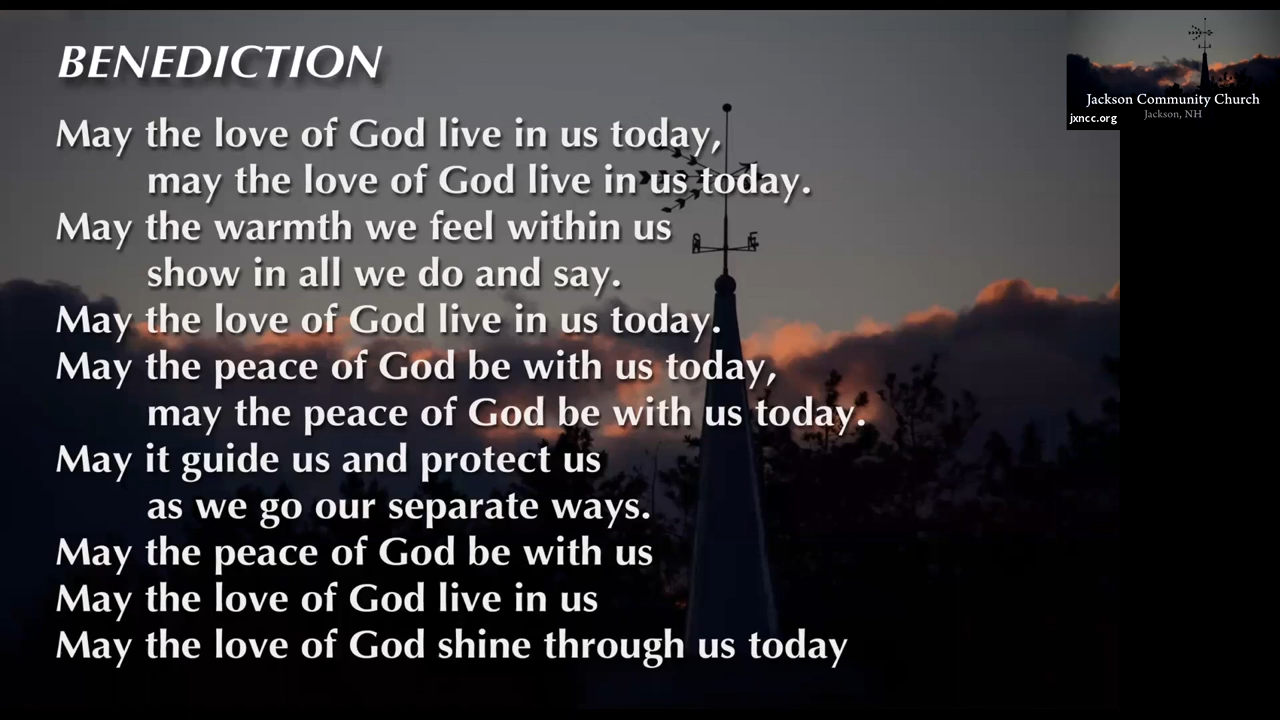 BENEDICTION
May the love of God live in us today,
may the love of God live in us today.
May the warmth we feel within us
show in all we do and say.
May the love of God live in us today.
May the peace of God be with us today,
may the peace of God be with us today.
May it guide us and protect us
as we go our separate ways.
May the peace of God be with us
May the love of God live in us
May the love of God shine through us today
Jackson Community Church
Jackson, NH
jxncc.org